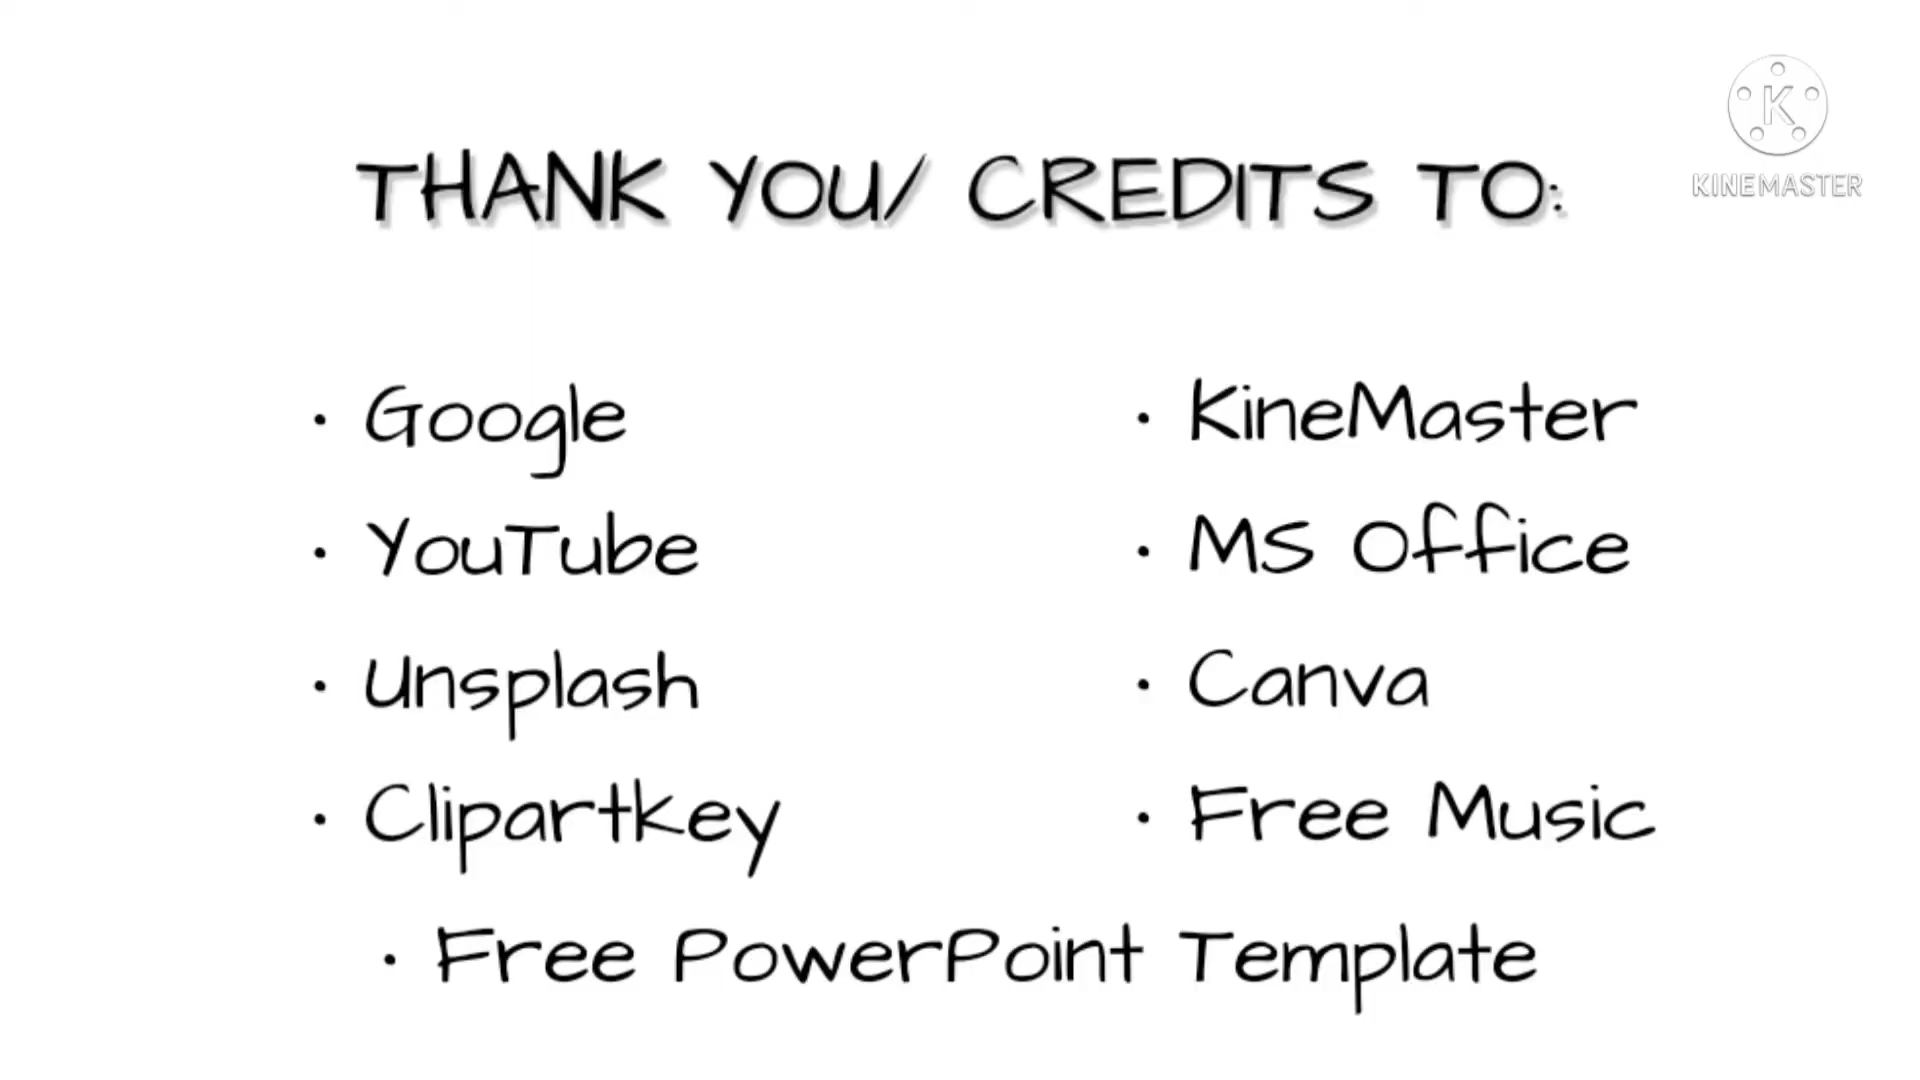 KINEMASTER
THANK YOU/ CREDITS TO:
• Google
• YouTube
• Unsplash
• Clipartkey
• KineMaster
• MS Office
• Canva
• Free Music
• Free PowerPoint Template